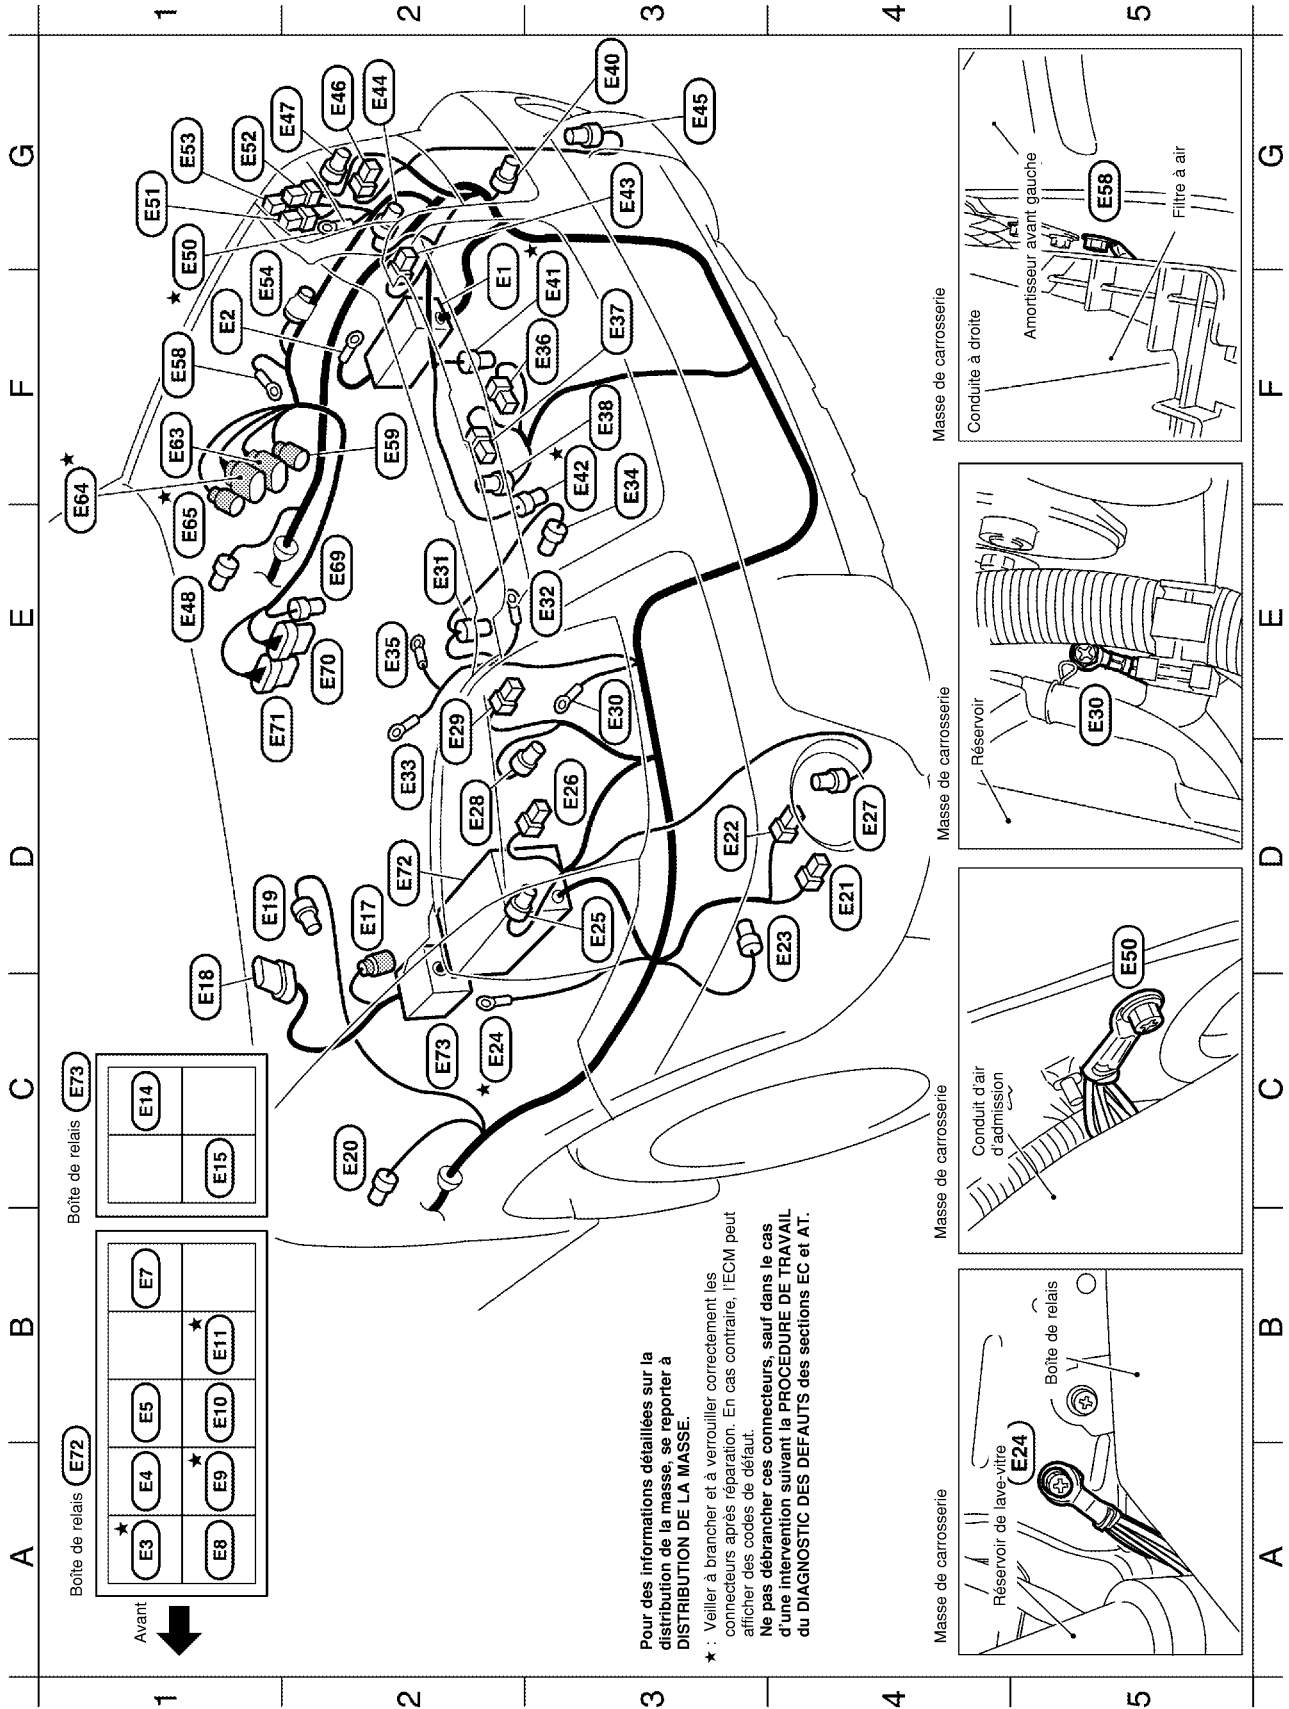 1
2
3
4
5
A
B
C
D
E
F
G
Boîte de relais E72
E3 ★
E4
E5
E7
E8
E9 ★
E10
E11 ★
Avant
Boîte de relais E73
E14
E15
E18
E19
E17
E72
E20
E73
★ E24
E25
E23
E21
E22
E27
E26
E28
E29
E30
E33
E35
E31
E32
E34
E71
E70
E69
E48
★ E65
E64 ★
E63
E59
E58
E2
E54
★ E50
E51
E53
E52
E47
E46
E44
E40
E45
E43
E1
E41 ★
E37
E36
E38
E42 ★
Pour des informations détaillées sur la
distribution de la masse, se reporter à
DISTRIBUTION DE LA MASSE.
★ : Veiller à brancher et à verrouiller correctement les
connecteurs après réparation. En cas contraire, l'ECM peut
afficher des codes de défaut.
Ne pas débrancher ces connecteurs, sauf dans le cas
d'une intervention suivant la PROCEDURE DE TRAVAIL
du DIAGNOSTIC DES DEFAUTS des sections EC et AT.
Masse de carrosserie
Réservoir de lave-vitre
E24
Boîte de relais
Masse de carrosserie
Conduit d'air
d'admission
E50
Masse de carrosserie
Réservoir
E30
Masse de carrosserie
Conduite à droite
Amortisseur avant gauche
E58
Filtre à air
1
2
3
4
5
A
B
C
D
E
F
G